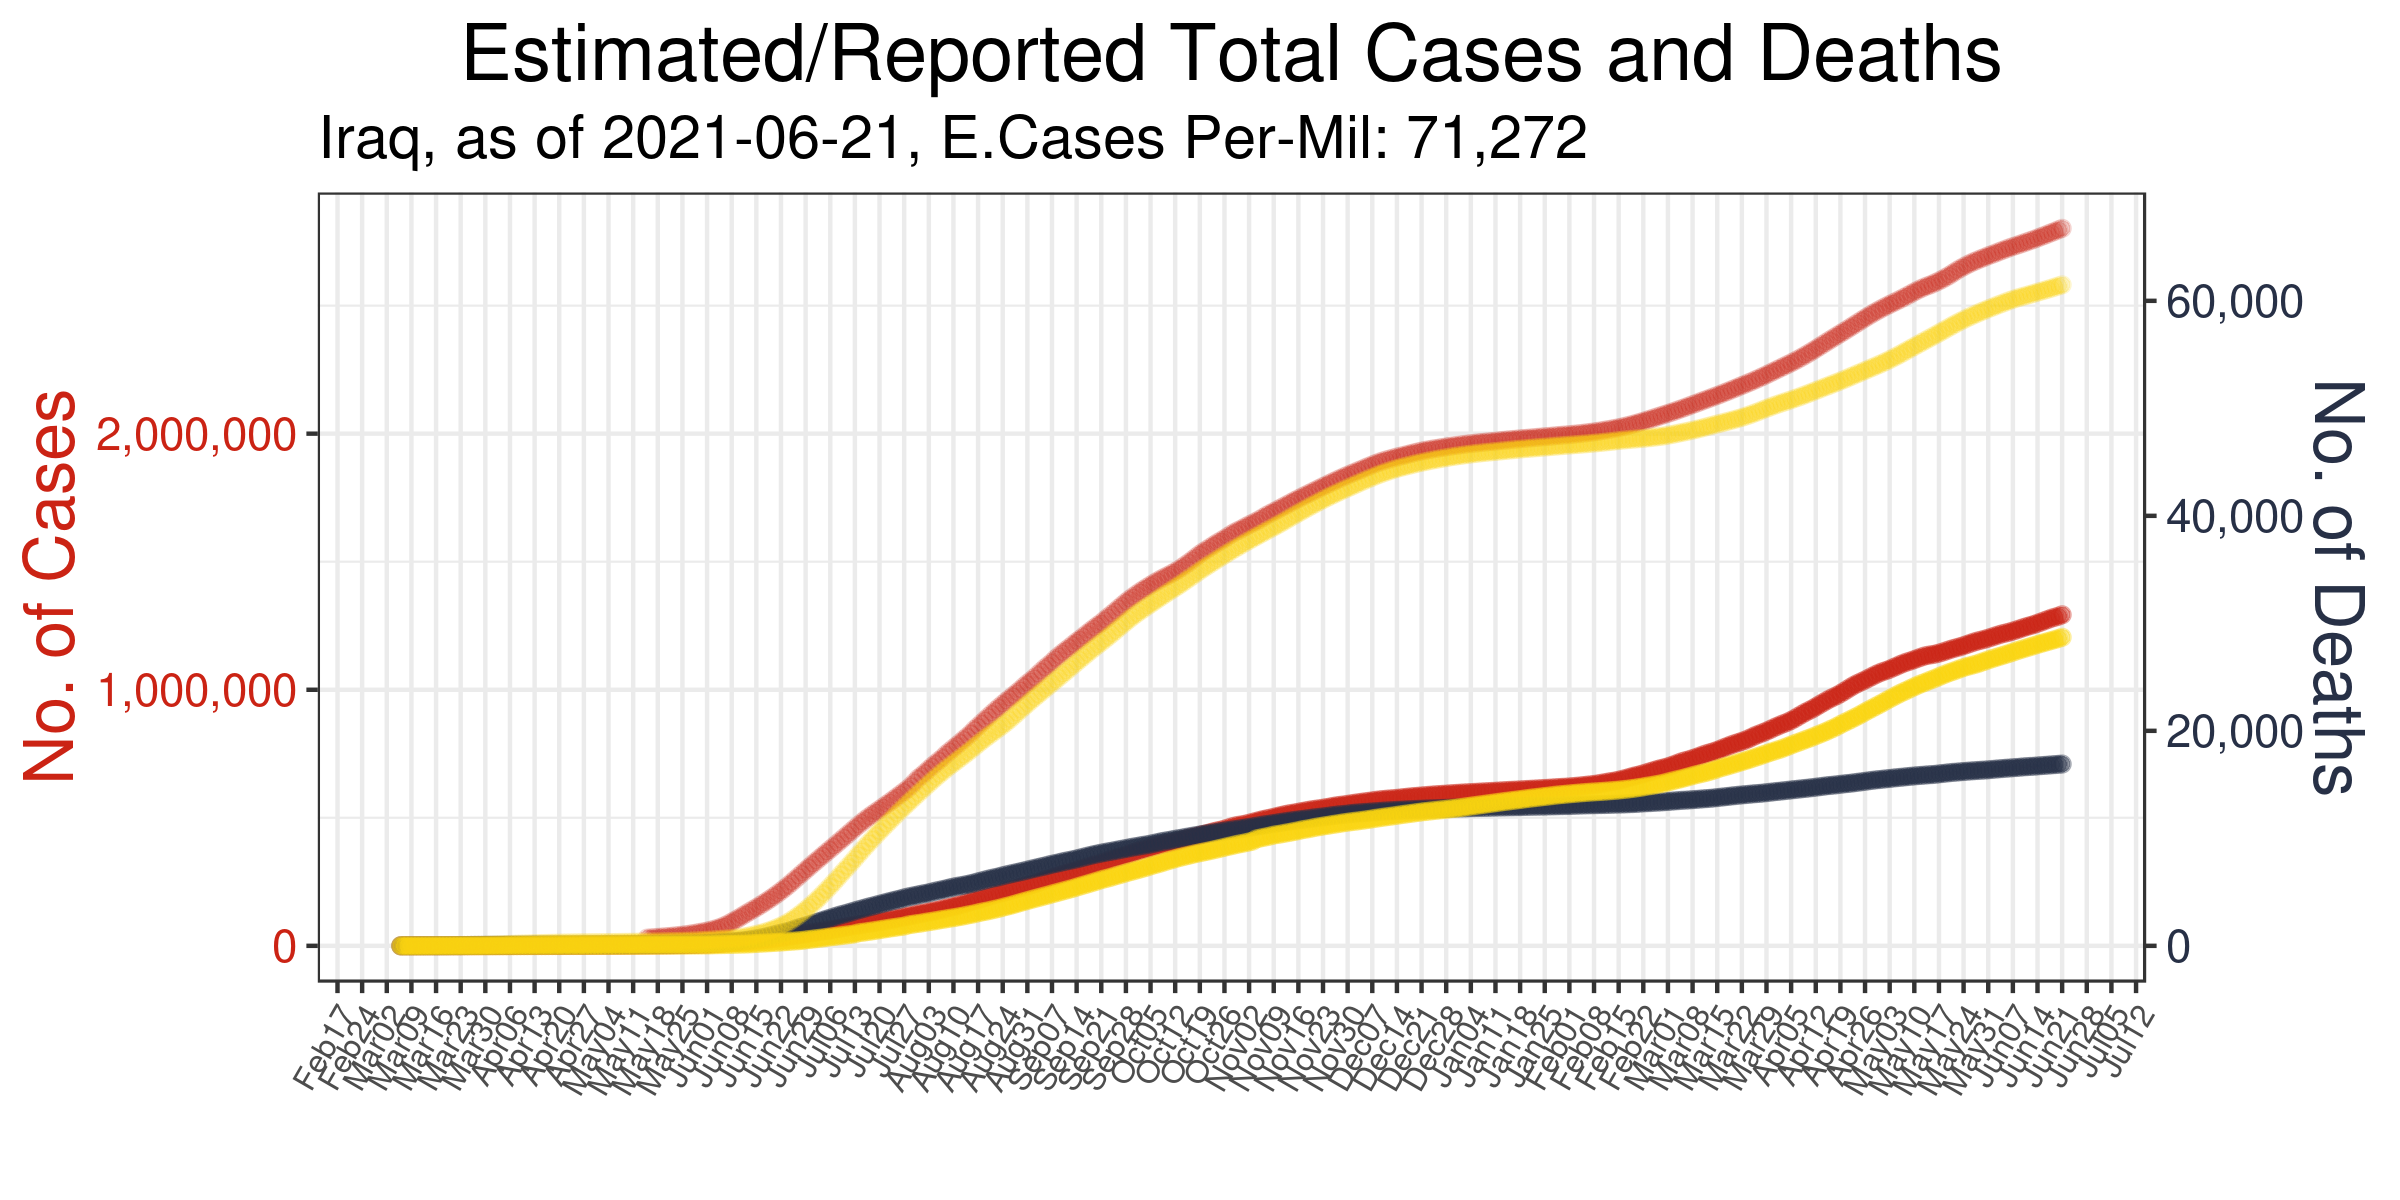 Estimated/Reported Total Cases and Deaths
Iraq, as of 2021-06-21, E.Cases Per-Mil: 71,272
No. of Cases
2,000,000
1,000,000
0
60,000
40,000
20,000
0
No. of Deaths
Feb17
Feb24
Mar02
Mar09
Mar16
Mar23
Mar30
Apr06
Apr13
Apr20
Apr27
May04
May11
May18
May25
Jun01
Jun08
Jun15
Jun22
Jun29
Jul06
Jul13
Jul20
Jul27
Aug03
Aug10
Aug17
Aug24
Aug31
Sep07
Sep14
Sep21
Sep28
Oct05
Oct12
Oct19
Oct26
Nov02
Nov09
Nov16
Nov23
Nov30
Dec07
Dec14
Dec21
Dec28
Jan04
Jan11
Jan18
Jan25
Feb01
Feb08
Feb15
Feb22
Mar01
Mar08
Mar15
Mar22
Mar29
Apr05
Apr12
Apr19
Apr26
May03
May10
May17
May24
May31
Jun07
Jun14
Jun21
Jun28
Jul05
Jul12